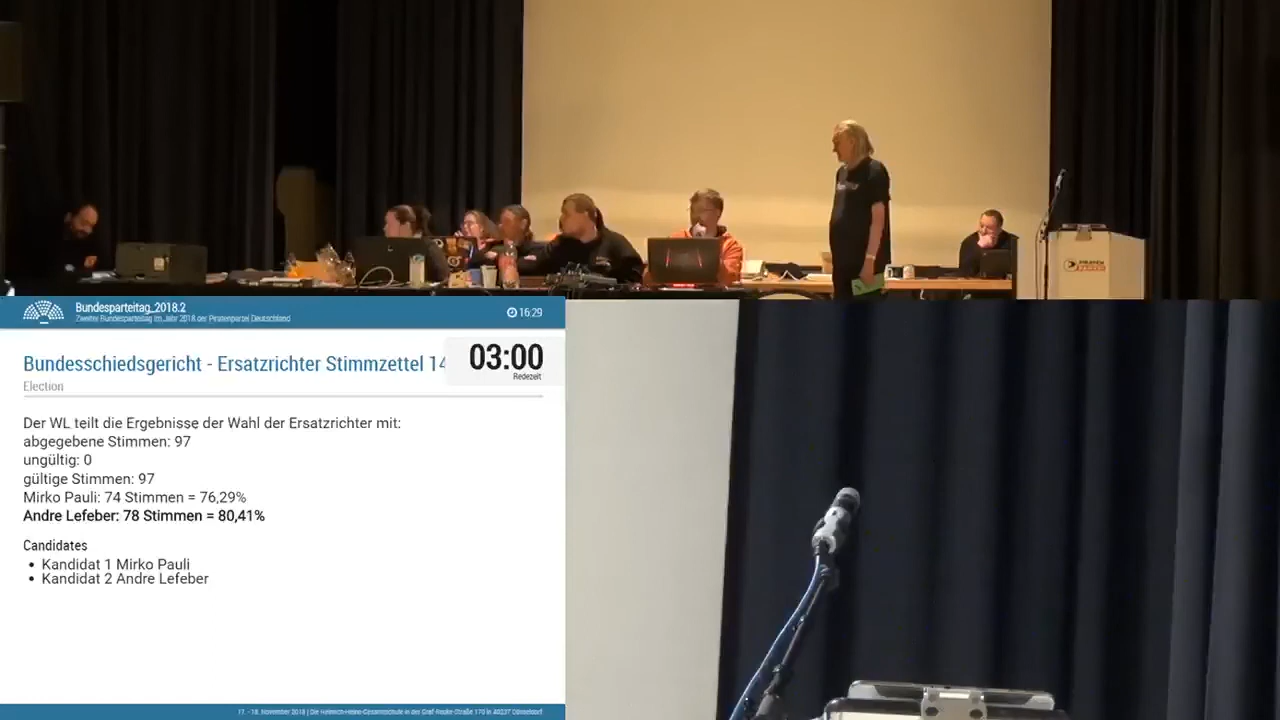 PIRATEN
PARTEI
Bundesparteitag_2018.2
Zweiter Bundesparteitag im Jahr 2018 der Piratenpartei Deutschland
16:29
Bundesschiedsgericht - Ersatzrichter Stimmzettel 14
03:00
Redezeit
Election
Der WL teilt die Ergebnisse der Wahl der Ersatzrichter mit:
abgegebene Stimmen: 97
ungültig: 0
gültige Stimmen: 97
Mirko Pauli: 74 Stimmen = 76,29%
Andre Lefeber: 78 Stimmen = 80,41%
Candidates
• Kandidat 1 Mirko Pauli
• Kandidat 2 Andre Lefeber
17. - 18. November 2018 | Die Heinrich-Heine-Gesamtschule in der Graf-Recke-Straße 170 in 40237 Düsseldorf